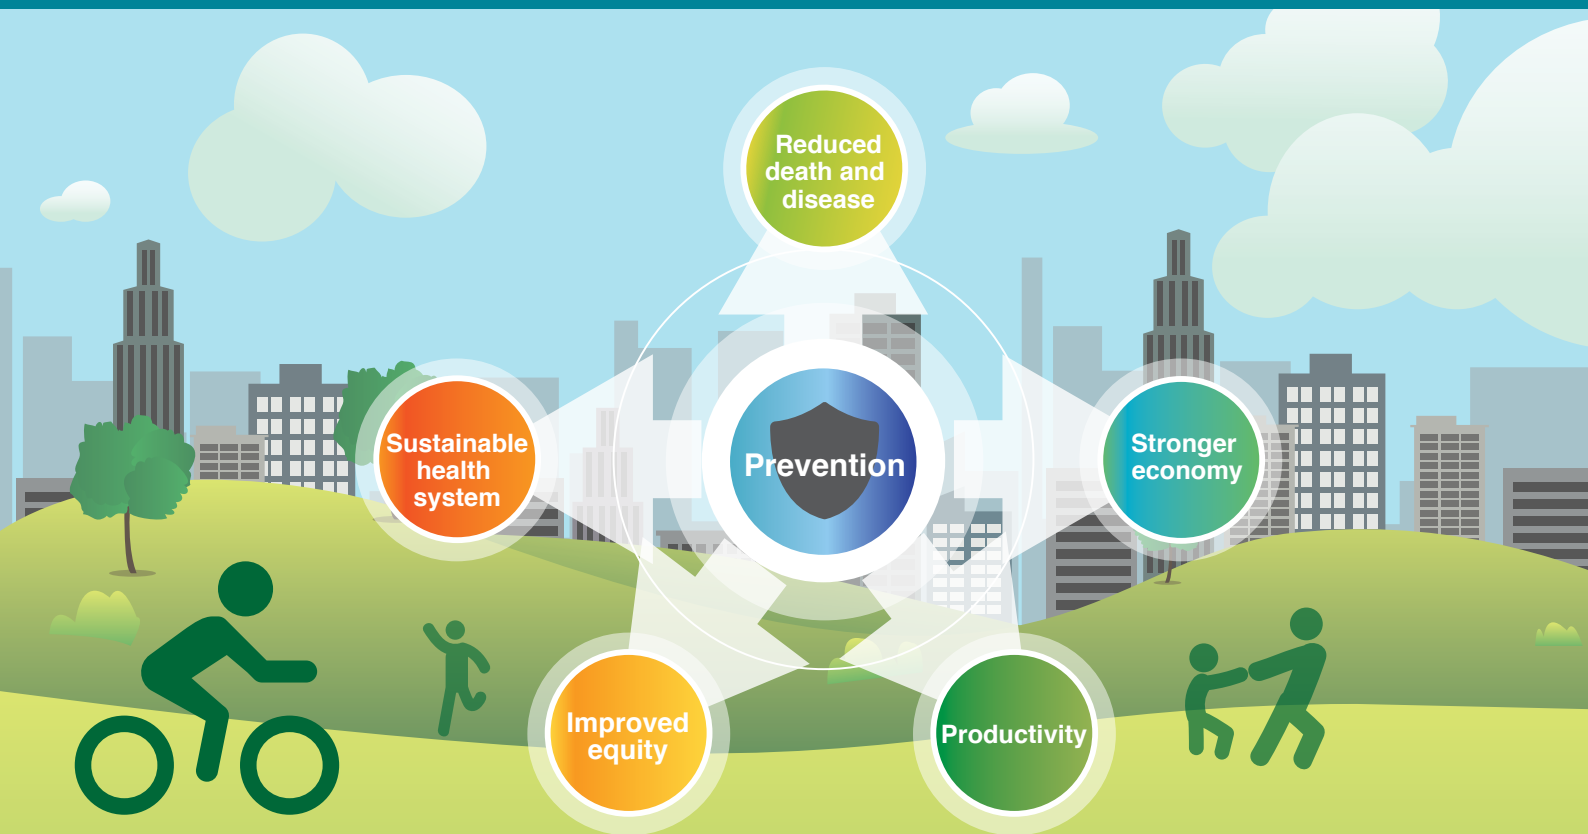 Reduced
death and
disease
Sustainable
health
system
Prevention
Stronger
economy
Improved
equity
Productivity